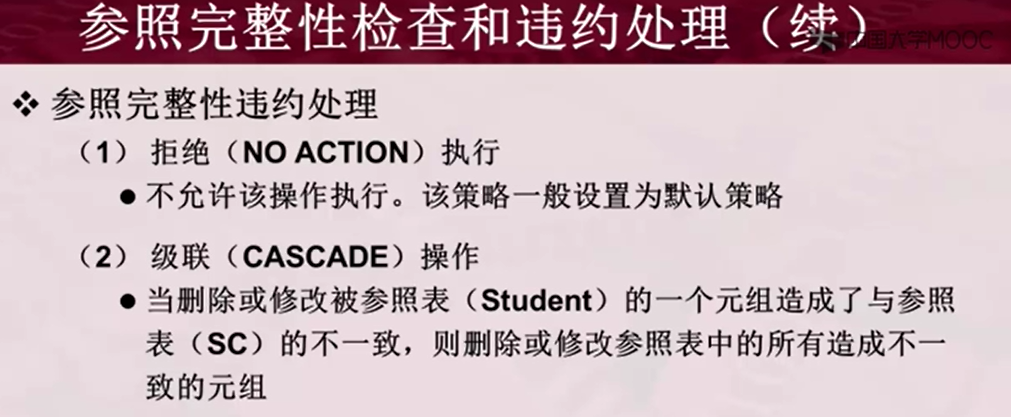 参照完整性检查和违约处理（续）
中国大学MOOC
❖ 参照完整性违约处理
（1） 拒绝（NO ACTION）执行
● 不允许该操作执行。该策略一般设置为默认策略
（2） 级联（CASCADE）操作
● 当删除或修改被参照表（Student）的一个元组造成了与参照
表（SC）的不一致，则删除或修改参照表中的所有造成不一
致的元组